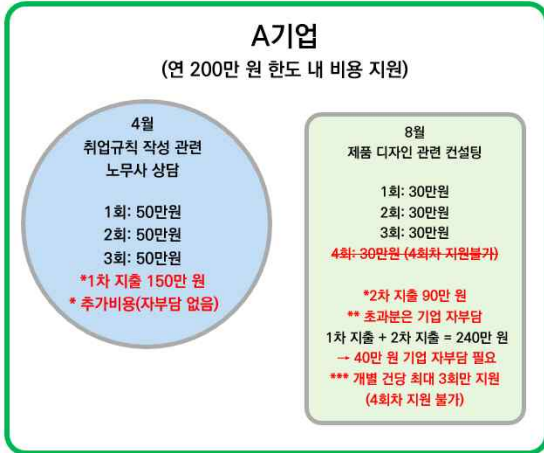 A기업
(연 200만 원 한도 내 비용 지원)
4월
취업규칙 작성 관련
노무사 상담
1회: 50만원
2회: 50만원
3회: 50만원
*1차 지출 150만 원
* 추가비용(자부담 없음)
8월
제품 디자인 관련 컨설팅
1회: 30만원
2회: 30만원
3회: 30만원
4회: 30만원 (4회차 지원불가)
*2차 지출 90만 원
** 초과분은 기업 자부담
1차 지출 + 2차 지출 = 240만 원
→ 40만 원 기업 자부담 필요
*** 개별 건당 최대 3회만 지원
(4회차 지원 불가)